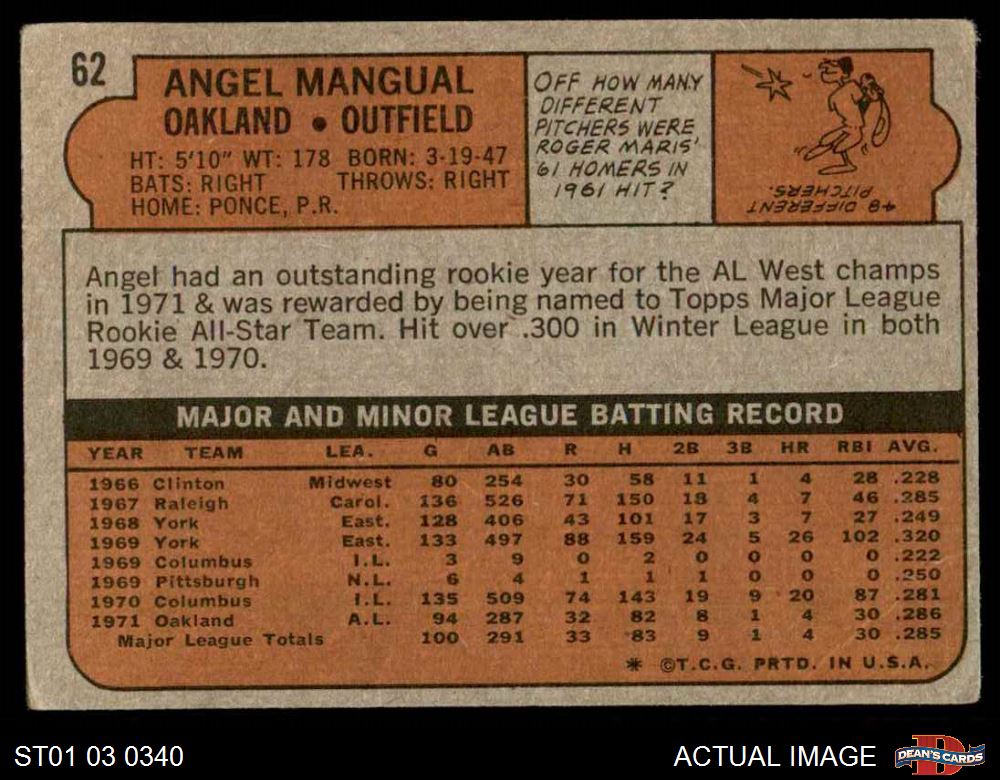 62
ANGEL MANGUAL
OAKLAND • OUTFIELD
HT: 5'10" WT: 178 BORN: 3-19-47
BATS: RIGHT THROWS: RIGHT
HOME: PONCE, P.R.
OFF HOW MANY
DIFFERENT
PITCHERS WERE
ROGER MARIS'
61 HOMERS IN
1961 HIT?
48 DIFFERENT
PITCHERS.
Angel had an outstanding rookie year for the AL West champs
in 1971 & was rewarded by being named to Topps Major League
Rookie All-Star Team. Hit over .300 in Winter League in both
1969 & 1970.
MAJOR AND MINOR LEAGUE BATTING RECORD
YEAR TEAM LEA. G AB R H 2B 3B HR RBI AVG.
1966 Clinton Midwest 80 254 30 58 11 1 4 28 .228
1967 Raleigh Carol. 136 526 71 150 18 4 7 46 .285
1968 York East. 128 406 43 101 17 3 7 27 .249
1969 York East. 133 497 88 159 24 5 26 102 .320
1969 Columbus I.L. 3 9 0 2 0 0 0 0 .222
1969 Pittsburgh N.L. 6 4 1 1 1 0 0 0 .250
1970 Columbus I.L. 135 509 74 143 19 9 20 87 .281
1971 Oakland A.L. 94 287 32 82 8 1 4 30 .286
Major League Totals 100 291 33 83 9 1 4 30 .285
* ©T.C.G. PRTD. IN U.S.A.
ST01 03 0340
ACTUAL IMAGE
D
DEAN'S CARDS